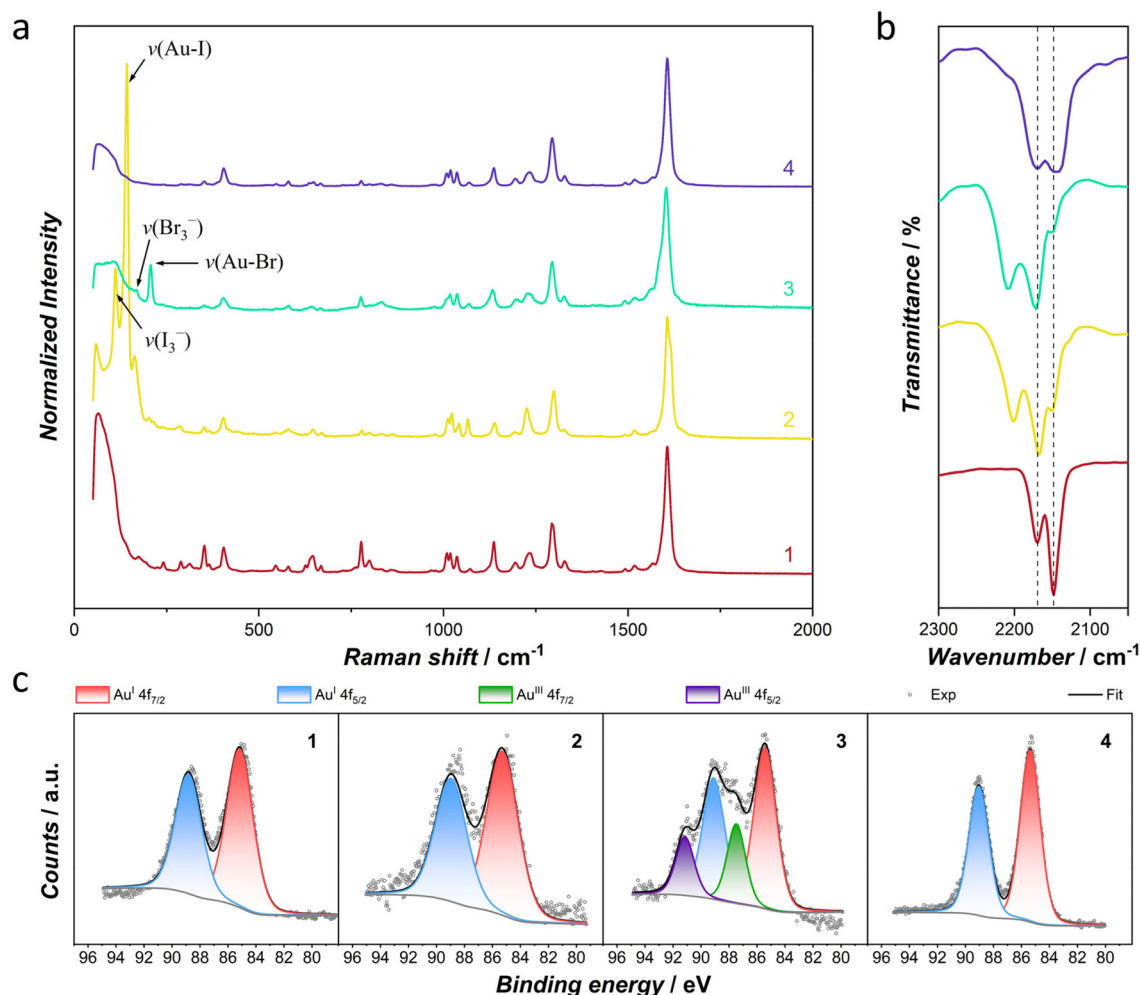 a
b
ν(Au-I)
4
ν(Br₃⁻)
ν(Au-Br)
3
ν(I₃⁻)
2
1
Normalized Intensity
Transmittance / %
0 500 1000 1500 2000
2300 2200 2100
Raman shift / cm⁻¹
Wavenumber / cm⁻¹
c
Auᴵ 4f₇/₂ Auᴵ 4f₅/₂ Auᴵᴵᴵ 4f₇/₂ Auᴵᴵᴵ 4f₅/₂ Exp Fit
1 2 3 4
Counts / a.u.
96 94 92 90 88 86 84 82 80 96 94 92 90 88 86 84 82 80 96 94 92 90 88 86 84 82 80 96 94 92 90 88 86 84 82 80
Binding energy / eV